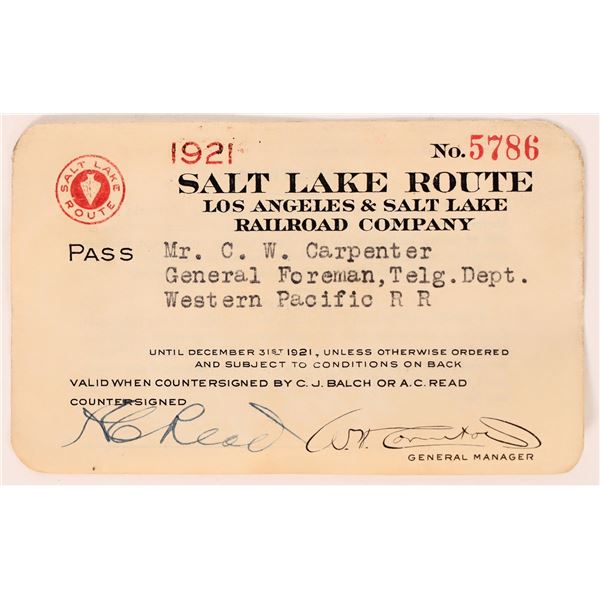 1921 No. 5786
SALT LAKE ROUTE
SALT LAKE ROUTE
LOS ANGELES & SALT LAKE
RAILROAD COMPANY
PASS Mr. C. W. Carpenter
General Foreman, Telg. Dept.
Western Pacific R R
UNTIL DECEMBER 31ST 1921, UNLESS OTHERWISE ORDERED
AND SUBJECT TO CONDITIONS ON BACK
VALID WHEN COUNTERSIGNED BY C. J. BALCH OR A. C. READ
COUNTERSIGNED
A C Read
GENERAL MANAGER